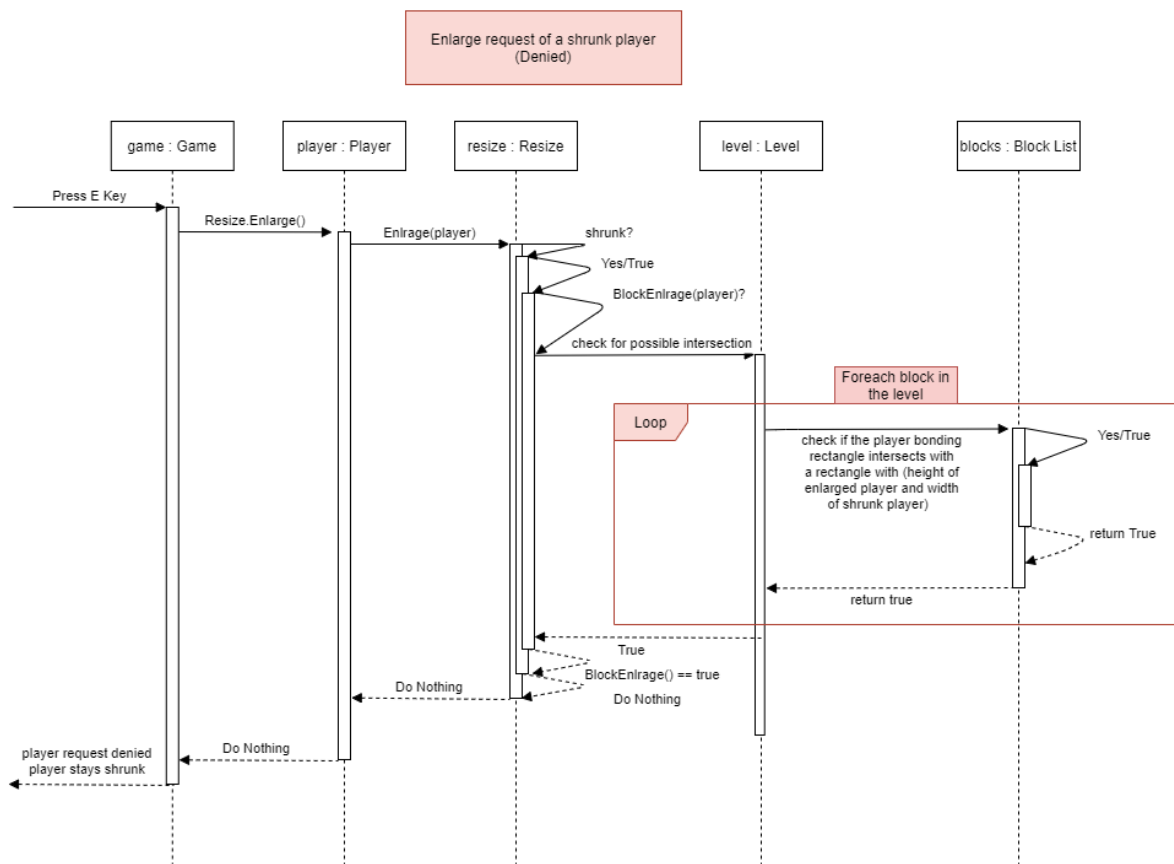 Enlarge request of a shrunk player
(Denied)
game : Game
player : Player
resize : Resize
level : Level
blocks : Block List
Press E Key
Resize.Enlarge()
Enlrage(player)
shrunk?
Yes/True
BlockEnlrage(player)?
check for possible intersection
Foreach block in
the level
Loop
check if the player bonding
rectangle intersects with
a rectangle with (height of
enlarged player and width
of shrunk player)
Yes/True
return True
return true
True
BlockEnlrage() == true
Do Nothing
Do Nothing
Do Nothing
player request denied
player stays shrunk